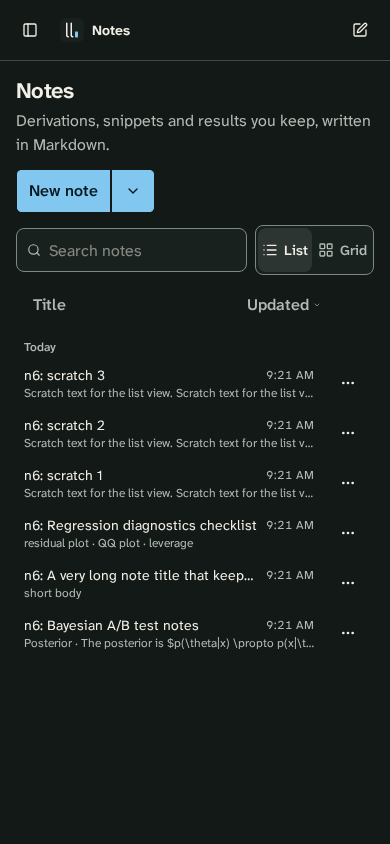 Notes
Notes
Derivations, snippets and results you keep, written
in Markdown.
New note
Search notes
List
Grid
Title
Updated
Today
n6: scratch 3
9:21 AM
Scratch text for the list view. Scratch text for the list v...
n6: scratch 2
9:21 AM
Scratch text for the list view. Scratch text for the list v...
n6: scratch 1
9:21 AM
Scratch text for the list view. Scratch text for the list v...
n6: Regression diagnostics checklist
9:21 AM
residual plot · QQ plot · leverage
n6: A very long note title that keep...
9:21 AM
short body
n6: Bayesian A/B test notes
9:21 AM
Posterior · The posterior is $p(\theta|x) \propto p(x|\t...